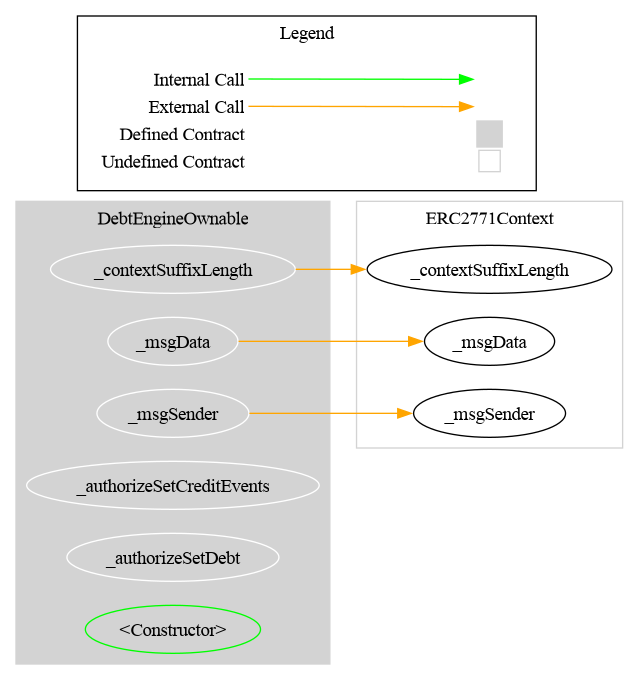 Legend
Internal Call
External Call
Defined Contract
Undefined Contract
DebtEngineOwnable
_contextSuffixLength
_msgData
_msgSender
_authorizeSetCreditEvents
_authorizeSetDebt
<Constructor>
ERC2771Context
_contextSuffixLength
_msgData
_msgSender